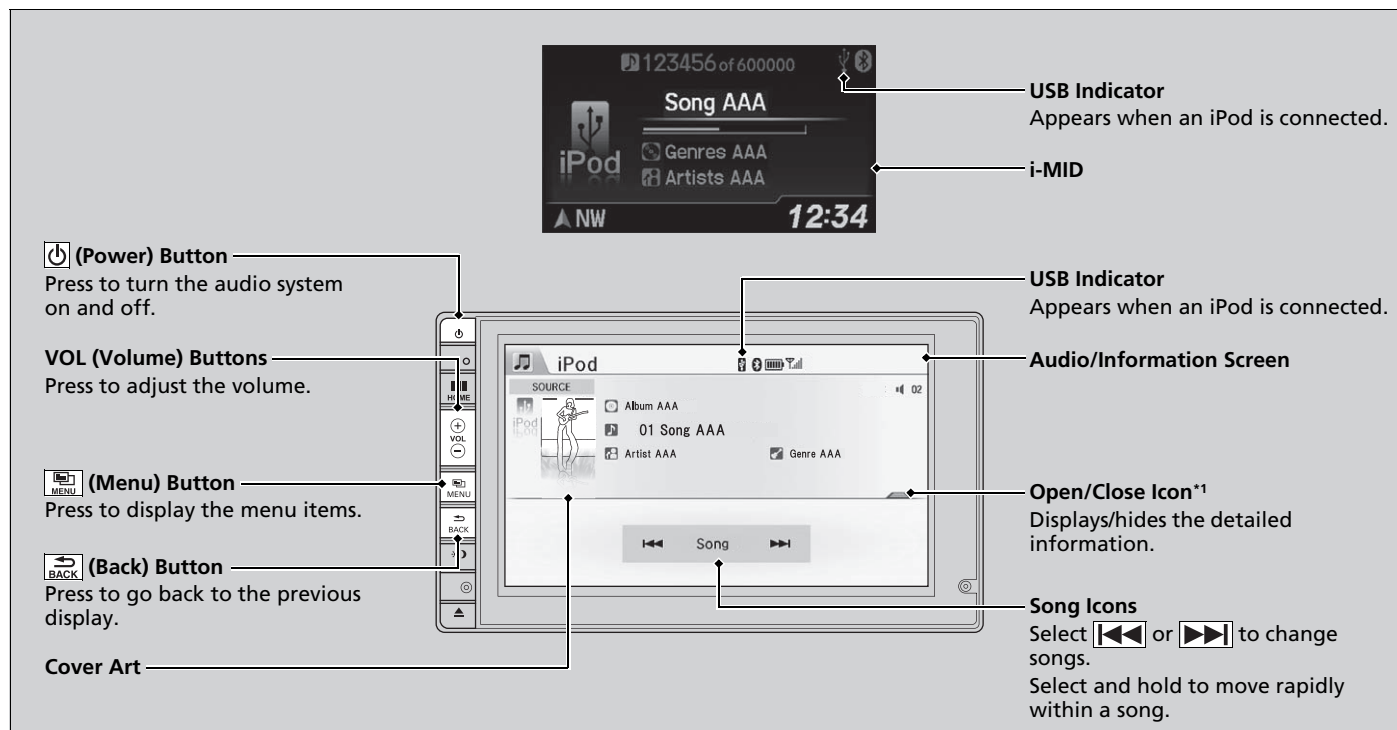 123456 of 600000
Song AAA
iPod
Genres AAA
Artists AAA
NW
12:34
USB Indicator
Appears when an iPod is connected.
i-MID
(Power) Button
Press to turn the audio system
on and off.
VOL (Volume) Buttons
Press to adjust the volume.
MENU (Menu) Button
Press to display the menu items.
BACK (Back) Button
Press to go back to the previous
display.
Cover Art
HOME
VOL
MENU
BACK
iPod
SOURCE
02
iPod
Album AAA
01 Song AAA
Artist AAA
Genre AAA
Song
USB Indicator
Appears when an iPod is connected.
Audio/Information Screen
Open/Close Icon*1
Displays/hides the detailed
information.
Song Icons
Select or to change
songs.
Select and hold to move rapidly
within a song.